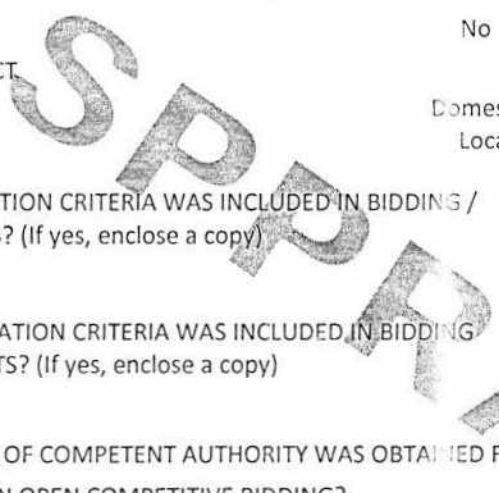 No
CT.
Domes
Loca
TION CRITERIA WAS INCLUDED IN BIDDING /
S? (If yes, enclose a copy)
ATION CRITERIA WAS INCLUDED IN BIDDING
TS? (If yes, enclose a copy)
OF COMPETENT AUTHORITY WAS OBTAINED F
N OPEN COMPETITIVE BIDDING?
SPPRA